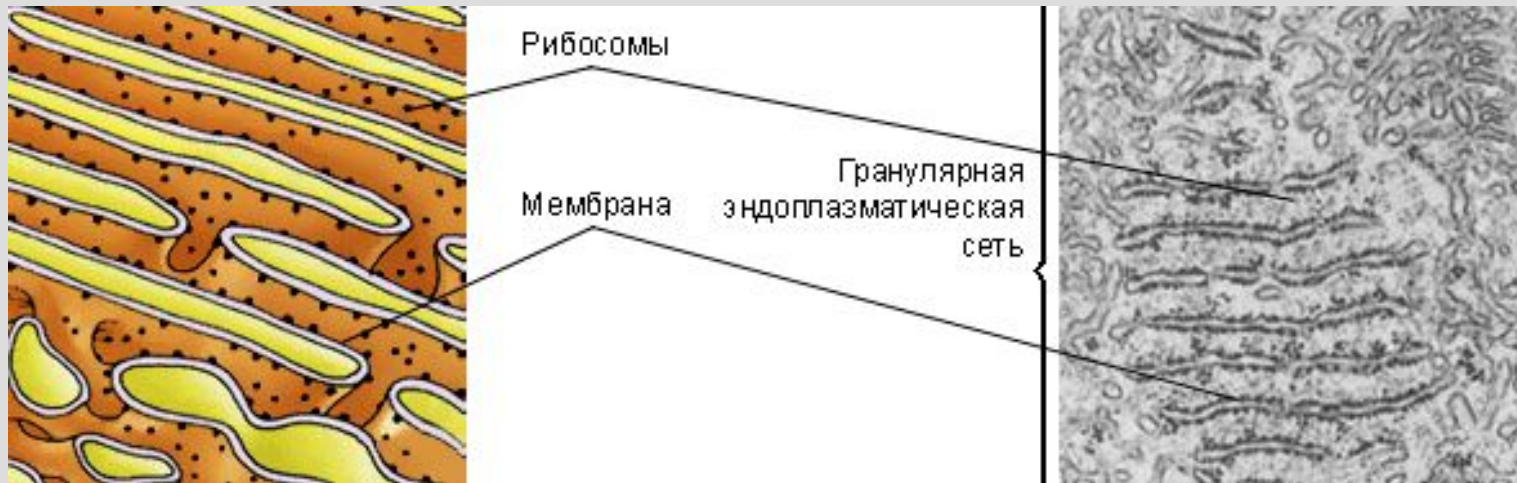 Рибосомы
Мембрана
Гранулярная
эндоплазматическая
сеть